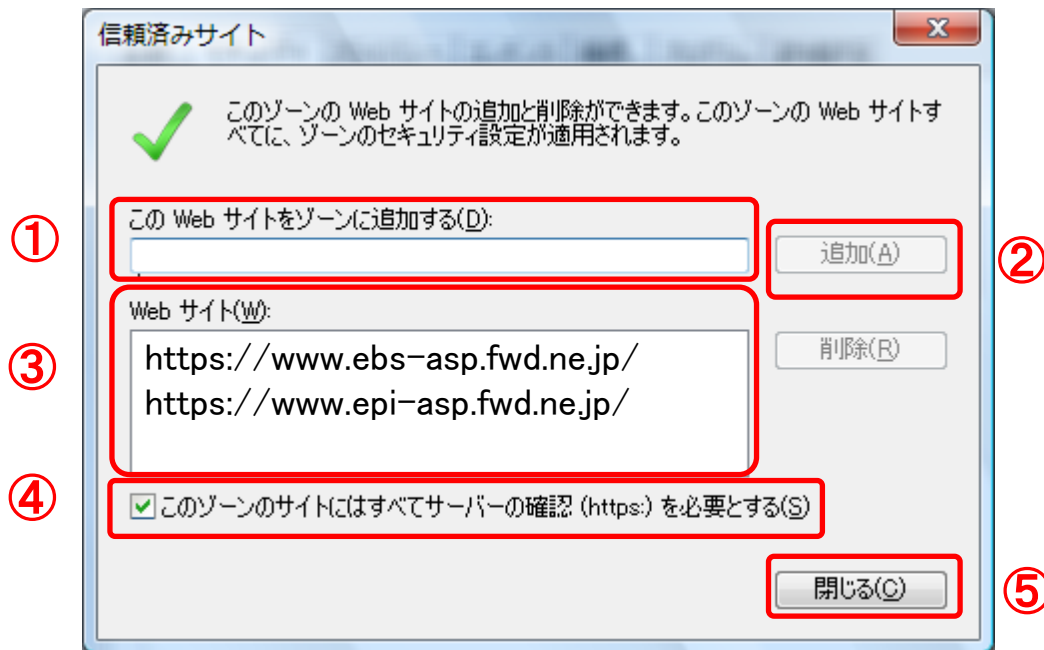 信頼済みサイト
このゾーンの Web サイトの追加と削除ができます。このゾーンの Web サイトす
べてに、ゾーンのセキュリティ設定が適用されます。
①
この Web サイトをゾーンに追加する(D):
追加(A)
②
③
Web サイト(W):
https://www.ebs-asp.fwd.ne.jp/
https://www.epi-asp.fwd.ne.jp/
削除(R)
④
このゾーンのサイトにはすべてサーバーの確認 (https:) を必要とする(S)
閉じる(C)
⑤